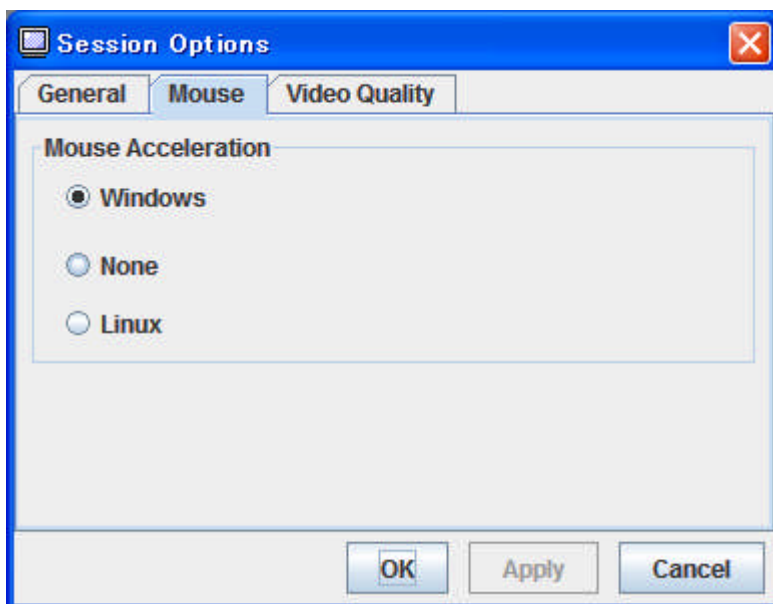 Session Options
General Mouse Video Quality
Mouse Acceleration
Windows
None
Linux
OK Apply Cancel